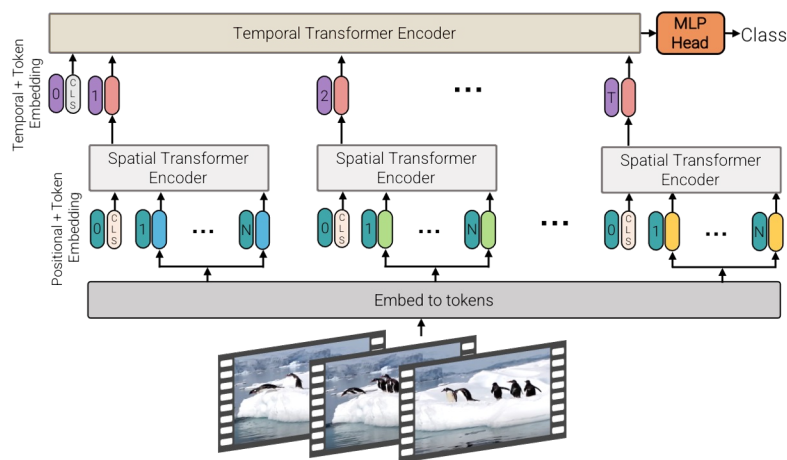 Temporal Transformer Encoder
MLP
Head
Class
Temporal + Token
Embedding
0
CLS
1
2
...
T
Spatial Transformer
Encoder
Spatial Transformer
Encoder
Spatial Transformer
Encoder
Positional + Token
Embedding
0
CLS
1
...
N
0
CLS
1
...
N
...
0
CLS
1
...
N
Embed to tokens